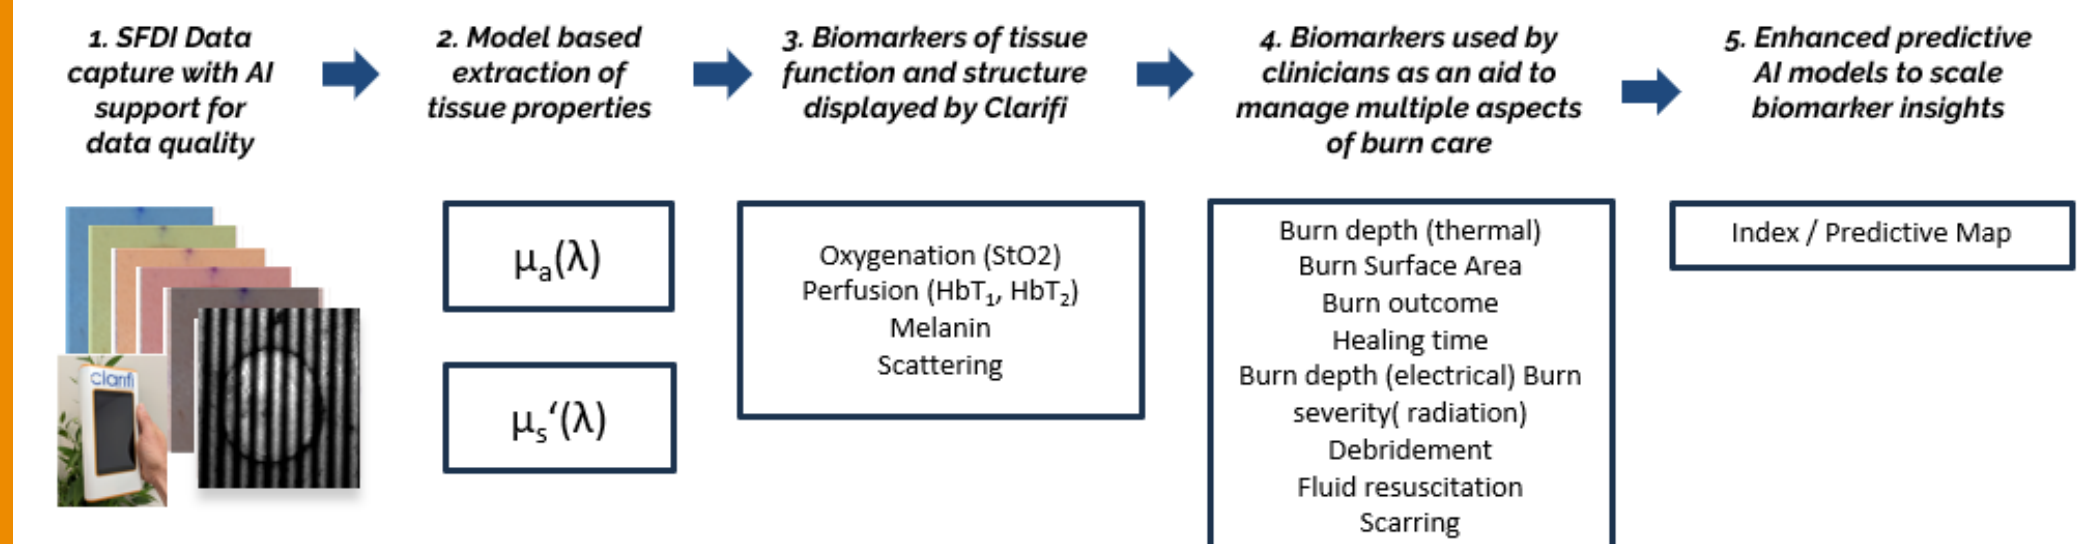 1. SFDI Data
capture with AI
support for
data quality
2. Model based
extraction of
tissue properties
3. Biomarkers of tissue
function and structure
displayed by Clarifi
4. Biomarkers used by
clinicians as an aid to
manage multiple aspects
of burn care
5. Enhanced predictive
AI models to scale
biomarker insights
clarifi
μₐ(λ)
μₛ‘(λ)
Oxygenation (StO2)
Perfusion (HbT₁, HbT₂)
Melanin
Scattering
Burn depth (thermal)
Burn Surface Area
Burn outcome
Healing time
Burn depth (electrical) Burn
severity( radiation)
Debridement
Fluid resuscitation
Scarring
Index / Predictive Map